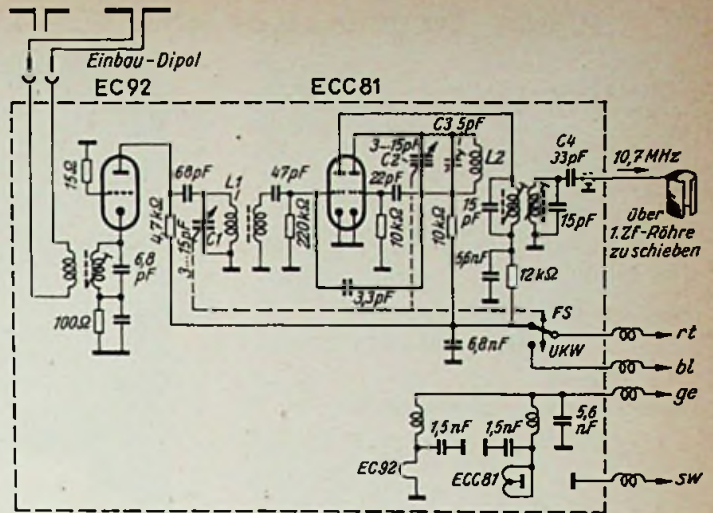 Einbau-Dipol
EC92
ECC81
15Ω
68pF
4,7kΩ
3...15pF
C1
L1
47pF
220kΩ
3...15pF
C2
C3 5pF
22pF
10kΩ
10kΩ
L2
C4
33pF
10,7MHz
15
pF
15pF
über
1. Zf-Röhre
zu schieben
6,8
pF
100Ω
3,3pF
5,6nF
12kΩ
FS
UKW
6,8nF
rt
bl
ge
sw
1,5nF
1,5nF
5,6
nF
EC92
ECC81